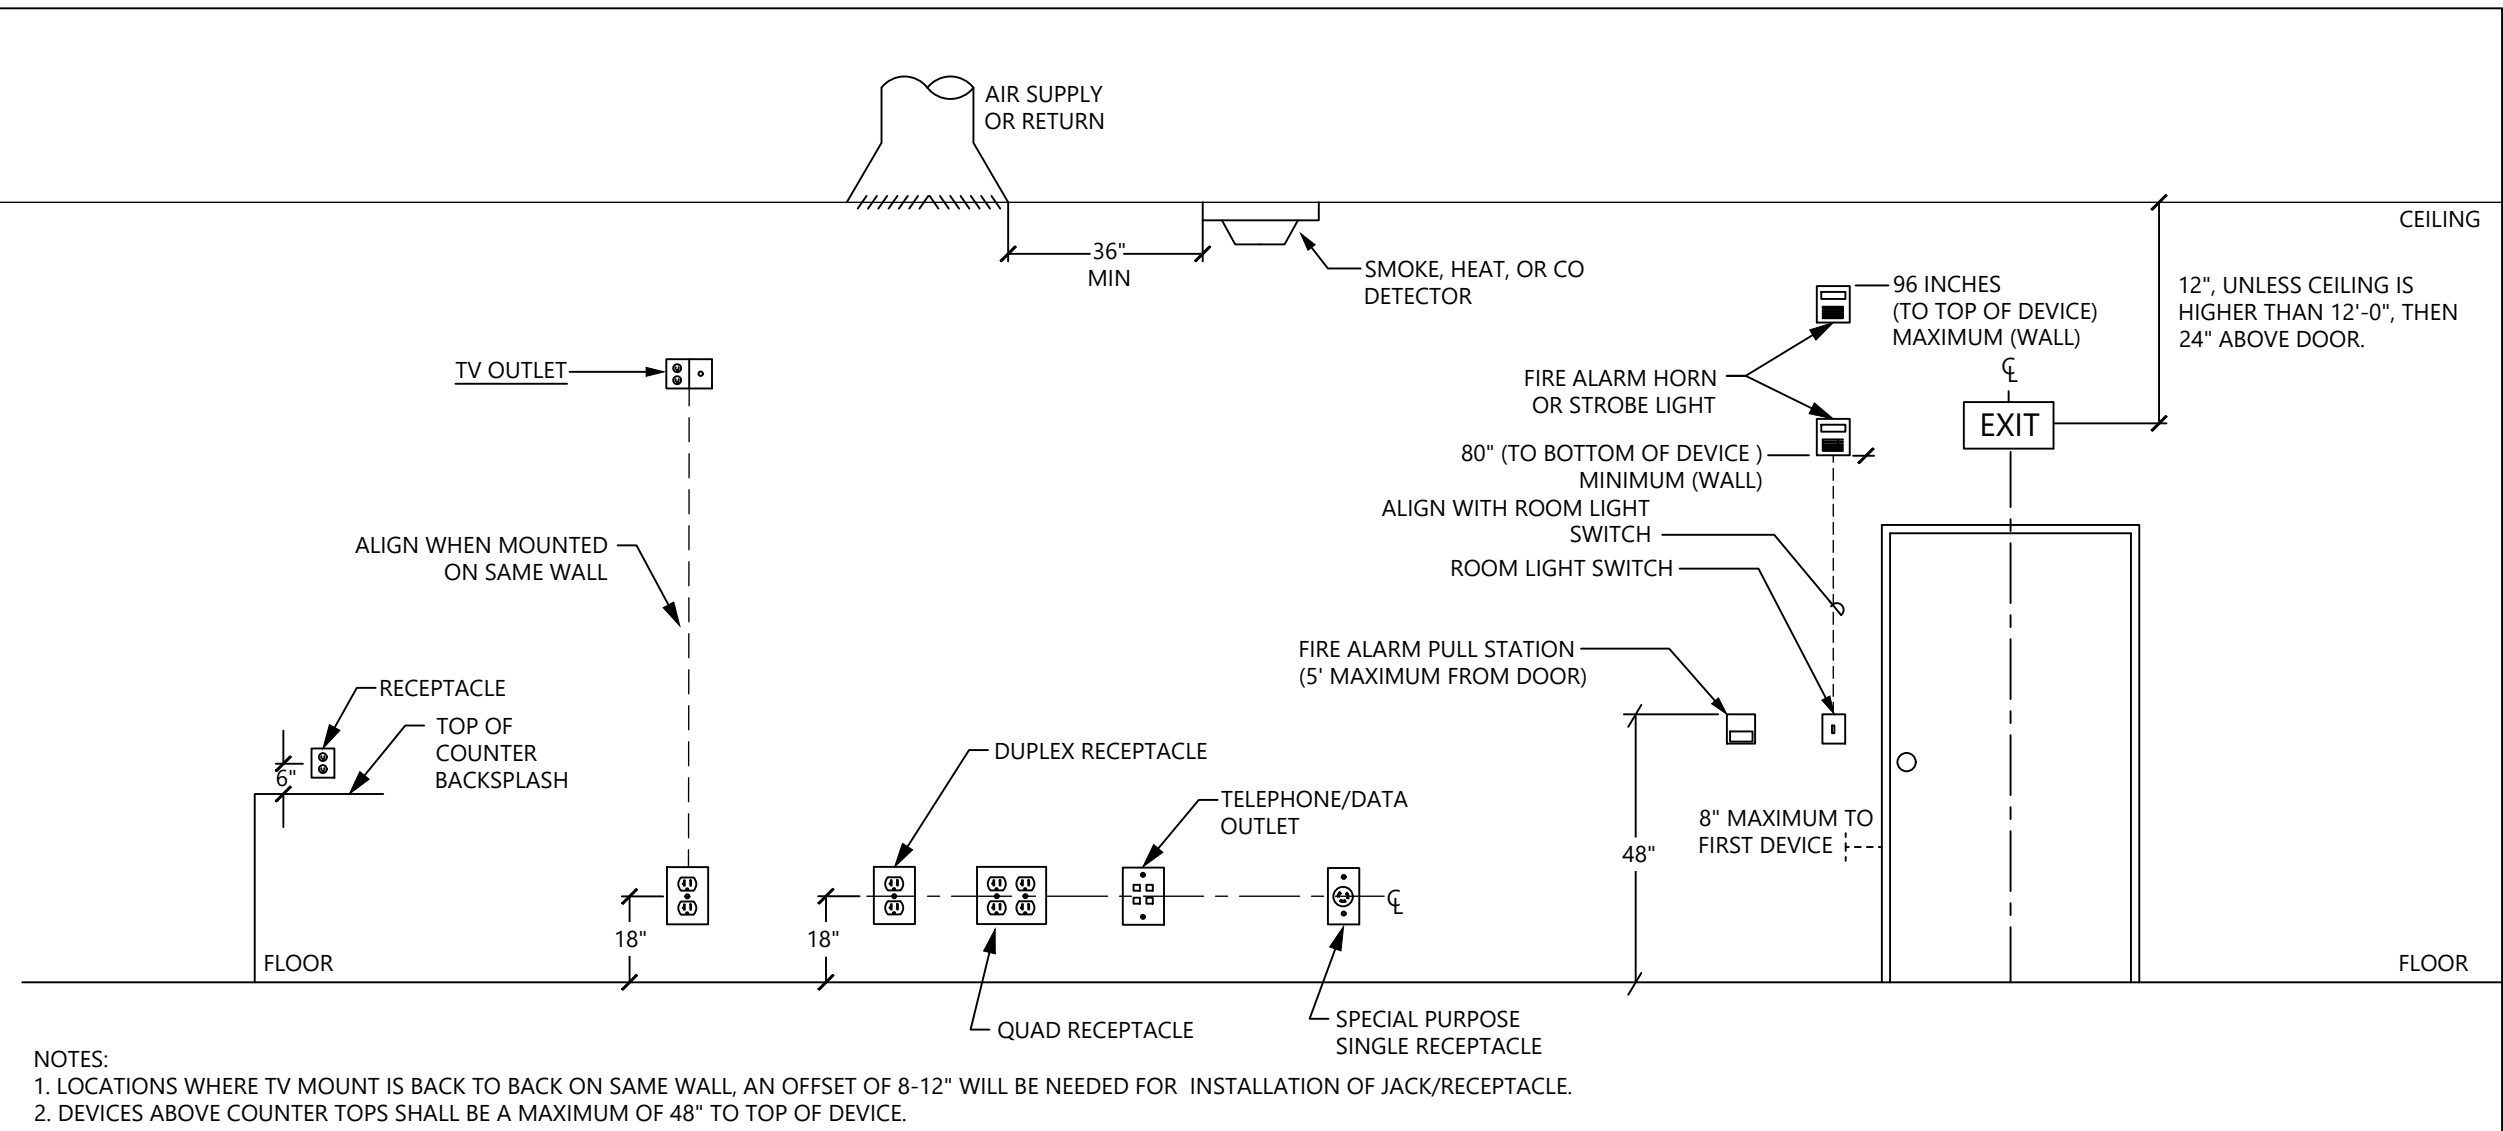 AIR SUPPLY
OR RETURN
CEILING
36"
MIN
SMOKE, HEAT, OR CO
DETECTOR
96 INCHES
(TO TOP OF DEVICE)
MAXIMUM (WALL)
12", UNLESS CEILING IS
HIGHER THAN 12'-0", THEN
24" ABOVE DOOR.
TV OUTLET
FIRE ALARM HORN
OR STROBE LIGHT
℄
EXIT
80" (TO BOTTOM OF DEVICE )
MINIMUM (WALL)
ALIGN WITH ROOM LIGHT
SWITCH
ROOM LIGHT SWITCH
ALIGN WHEN MOUNTED
ON SAME WALL
FIRE ALARM PULL STATION
(5' MAXIMUM FROM DOOR)
RECEPTACLE
TOP OF
COUNTER
BACKSPLASH
6"
DUPLEX RECEPTACLE
TELEPHONE/DATA
OUTLET
8" MAXIMUM TO
FIRST DEVICE
48"
℄
18"
18"
FLOOR
FLOOR
QUAD RECEPTACLE
SPECIAL PURPOSE
SINGLE RECEPTACLE
NOTES:
1. LOCATIONS WHERE TV MOUNT IS BACK TO BACK ON SAME WALL, AN OFFSET OF 8-12" WILL BE NEEDED FOR  INSTALLATION OF JACK/RECEPTACLE.
2. DEVICES ABOVE COUNTER TOPS SHALL BE A MAXIMUM OF 48" TO TOP OF DEVICE.